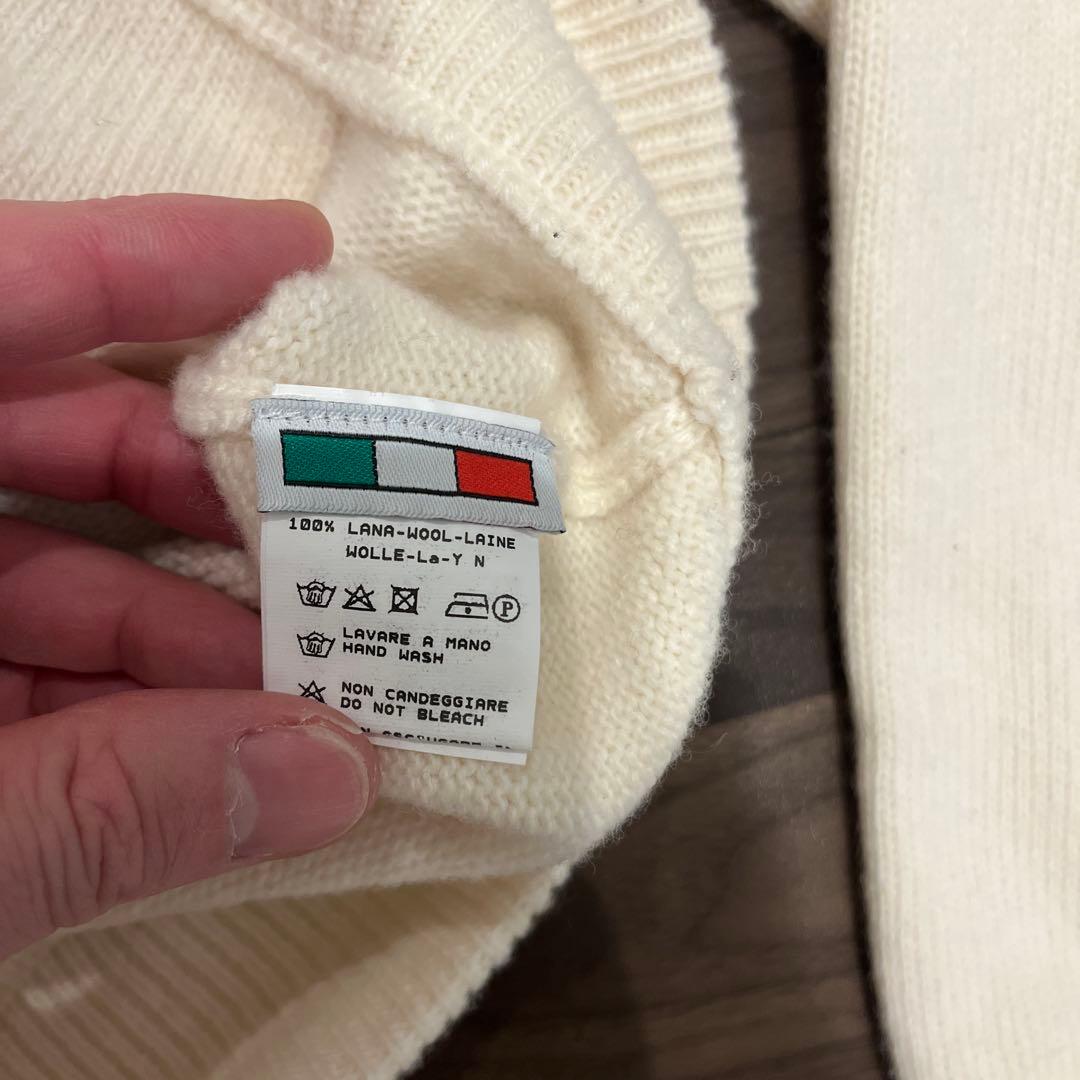 100% LANA-WOOL-LAINE
WOLLE-La-Y N
P
LAVARE A MANO
HAND WASH
NON CANDEGGIARE
DO NOT BLEACH